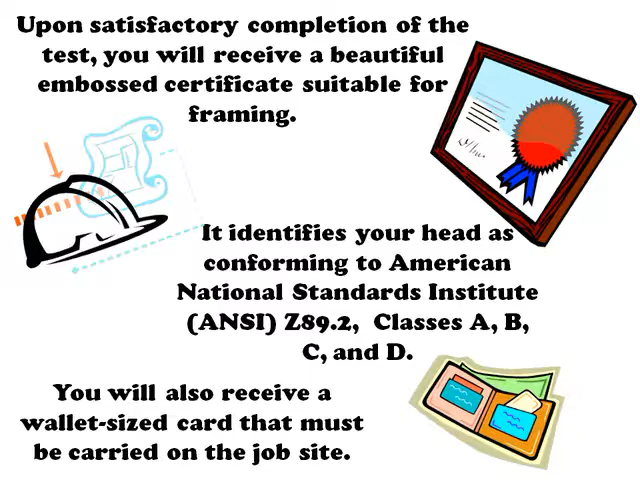 Upon satisfactory completion of the
test, you will receive a beautiful
embossed certificate suitable for
framing.
It identifies your head as
conforming to American
National Standards Institute
(ANSI) Z89.2, Classes A, B,
C, and D.
You will also receive a
wallet-sized card that must
be carried on the job site.